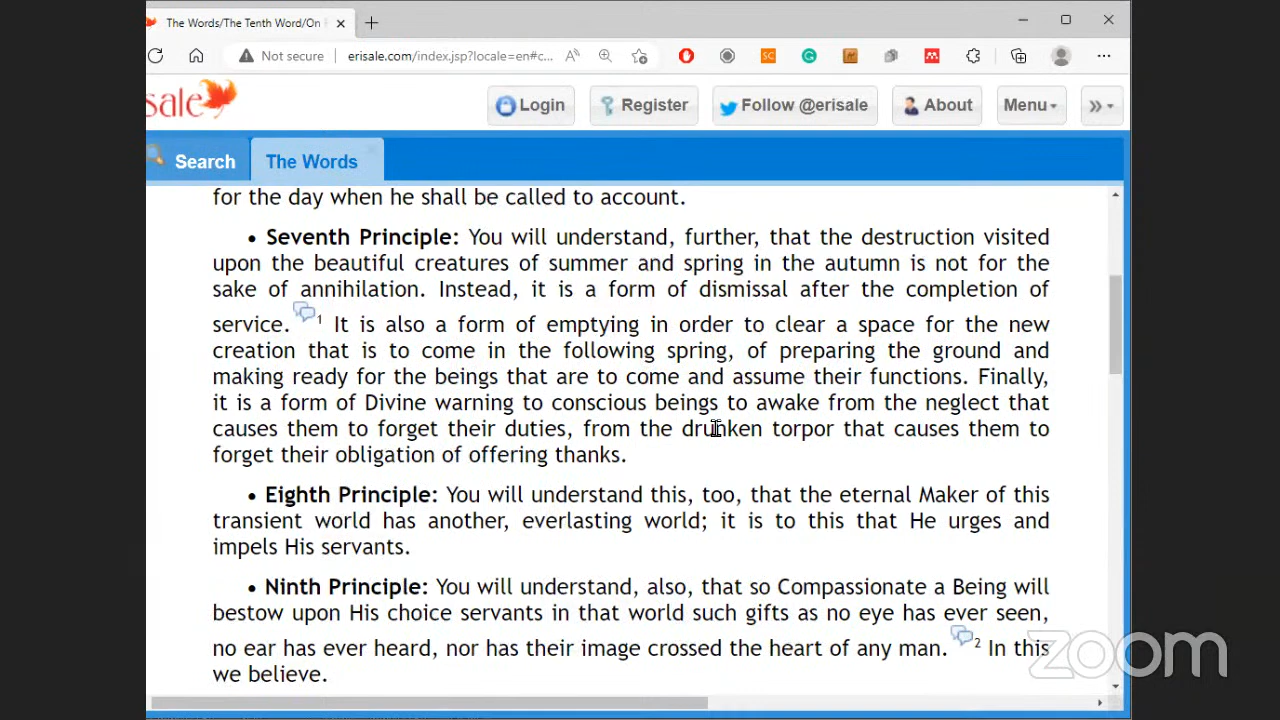 The Words/The Tenth Word/On
Not secure erisale.com/index.jsp?locale=en#c...
isale Login Register Follow @erisale About Menu
Search The Words
for the day when he shall be called to account.
• Seventh Principle: You will understand, further, that the destruction visited
upon the beautiful creatures of summer and spring in the autumn is not for the
sake of annihilation. Instead, it is a form of dismissal after the completion of
service. 1 It is also a form of emptying in order to clear a space for the new
creation that is to come in the following spring, of preparing the ground and
making ready for the beings that are to come and assume their functions. Finally,
it is a form of Divine warning to conscious beings to awake from the neglect that
causes them to forget their duties, from the drunken torpor that causes them to
forget their obligation of offering thanks.
• Eighth Principle: You will understand this, too, that the eternal Maker of this
transient world has another, everlasting world; it is to this that He urges and
impels His servants.
• Ninth Principle: You will understand, also, that so Compassionate a Being will
bestow upon His choice servants in that world such gifts as no eye has ever seen,
no ear has ever heard, nor has their image crossed the heart of any man. 2 In this
we believe.
zoom